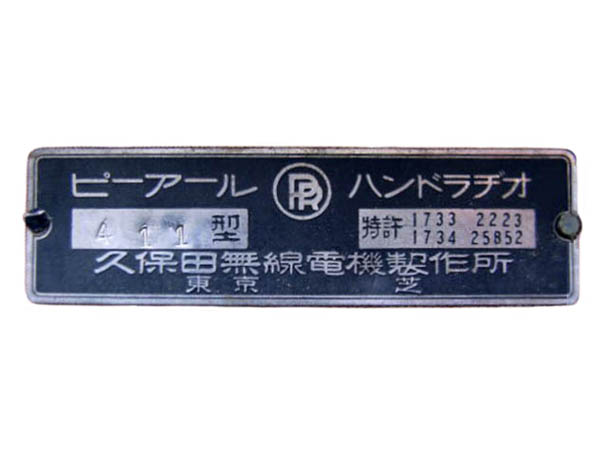 ピーアール PR ハンドラヂオ
411型 特許 1733 2223
1734 25852
久保田無線電機製作所
東京 芝